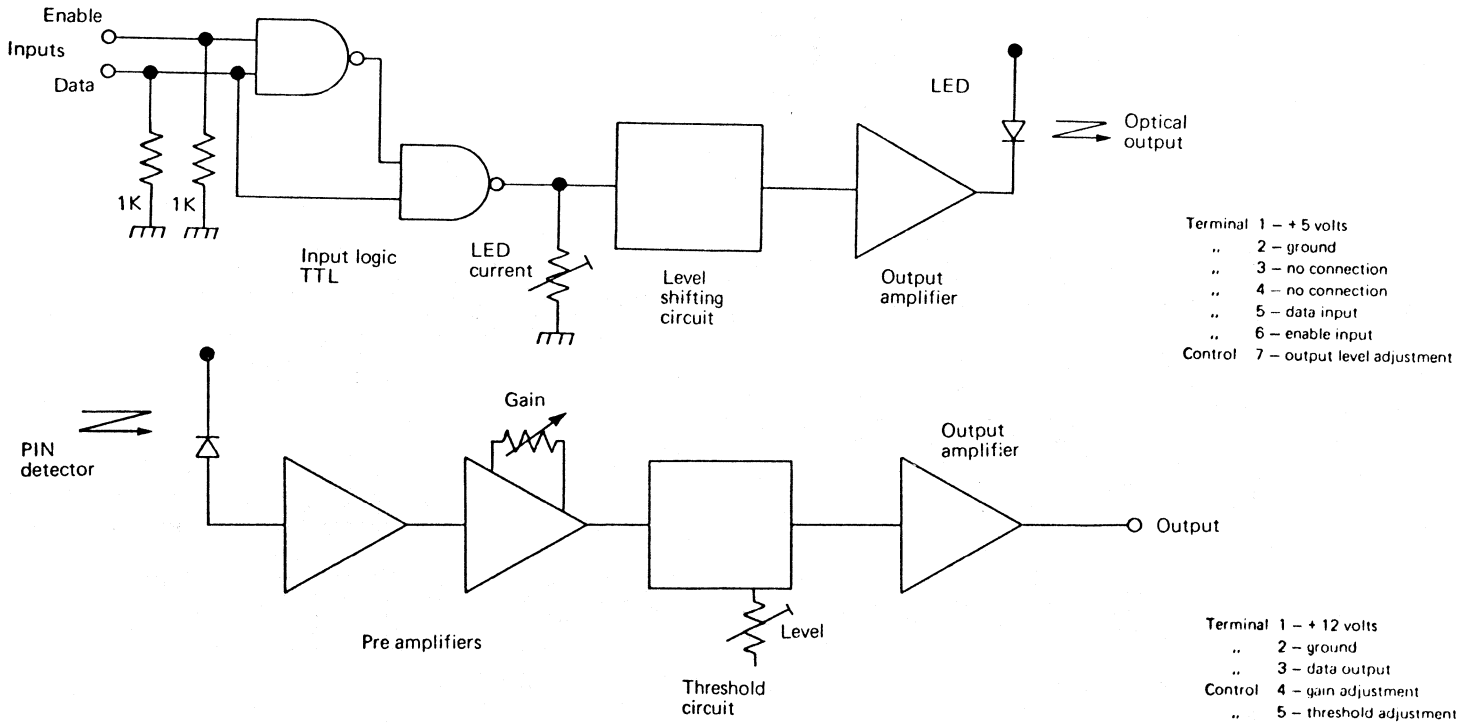 Enable
Inputs
Data
1K 1K
Input logic
TTL
LED
current
Level
shifting
circuit
Output
amplifier
LED
Optical
output
Terminal 1 – + 5 volts
,, 2 – ground
,, 3 – no connection
,, 4 – no connection
,, 5 – data input
,, 6 – enable input
Control 7 – output level adjustment
PIN
detector
Gain
Pre amplifiers
Level
Threshold
circuit
Output
amplifier
Output
Terminal 1 – + 12 volts
,, 2 – ground
,, 3 – data output
Control 4 – gain adjustment
,, 5 – threshold adjustment